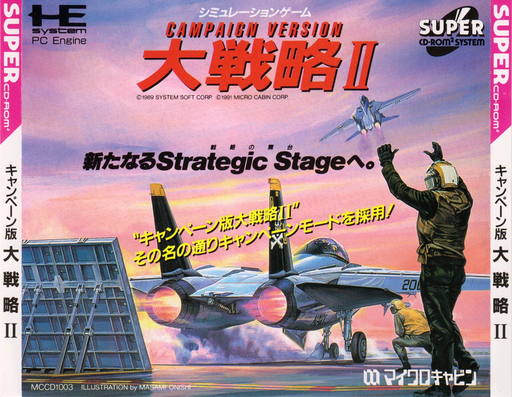 SUPER CD-ROM²
キャンペーン版 大戦略 II
HE system
PC Engine
シミュレーションゲーム
CAMPAIGN VERSION
大戦略 II
©1989 SYSTEM SOFT CORP. ©1991 MICRO CABIN CORP.
SUPER
CD-ROM² SYSTEM
戦略の舞台
新たなるStrategic Stageへ。
“キャンペーン版大戦略II”
その名の通りキャンペーンモードを採用!
200
マイクロキャビン
MCCD1003 ILLUSTRATION by MASAMI ONISHI
SUPER CD-ROM²
キャンペーン版 大戦略 II